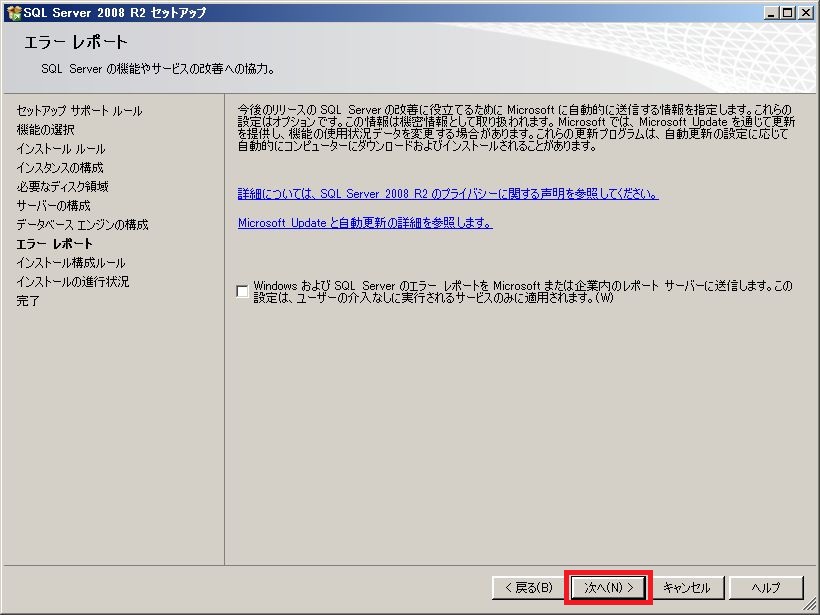 SQL Server 2008 R2 セットアップ
エラー レポート
SQL Server の機能やサービスの改善への協力。
セットアップ サポート ルール
機能の選択
インストール ルール
インスタンスの構成
必要なディスク領域
サーバーの構成
データベース エンジンの構成
エラー レポート
インストール構成ルール
インストールの進行状況
完了
今後のリリースの SQL Server の改善に役立てるために Microsoft に自動的に送信する情報を指定します。これらの
設定はオプションです。この情報は機密情報として取り扱われます。Microsoft では、Microsoft Update を通じて更新
を提供し、機能の使用状況データを変更する場合があります。これらの更新プログラムは、自動更新の設定に応じて
自動的にコンピューターにダウンロードおよびインストールされることがあります。
詳細については、SQL Server 2008 R2 のプライバシーに関する声明を参照してください。
Microsoft Update と自動更新の詳細を参照します。
Windows および SQL Server のエラー レポートを Microsoft または企業内のレポート サーバーに送信します。この
設定は、ユーザーの介入なしに実行されるサービスのみに適用されます。(W)
< 戻る(B)
次へ(N) >
キャンセル
ヘルプ